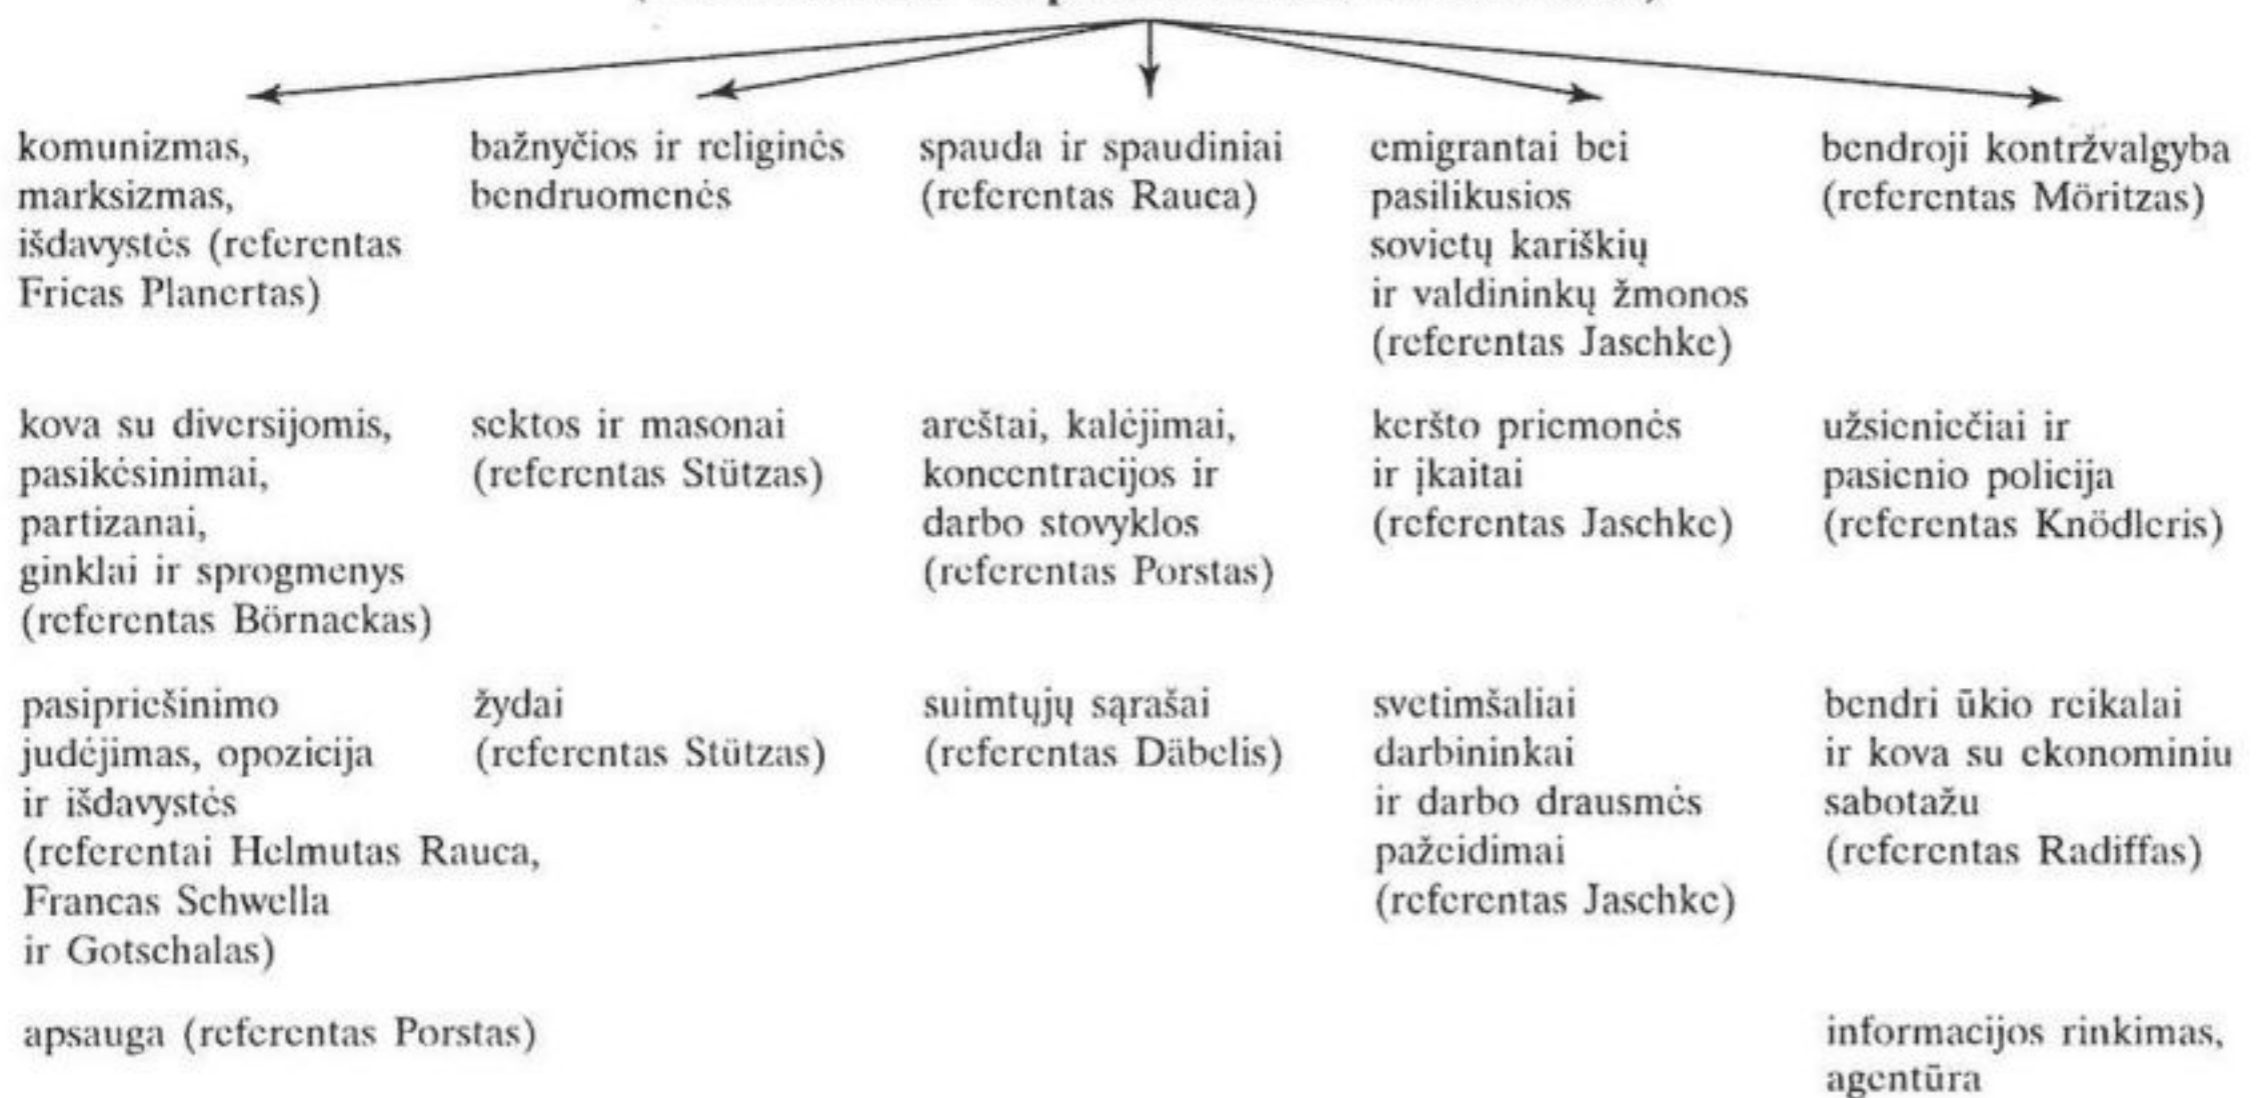 komunizmas,
marksizmas,
išdavystės (referentas
Fricas Planertas)
kova su diversijomis,
pasikėsinimai,
partizanai,
ginklai ir sprogmenys
(referentas Börnackas)
pasipriešinimo
judėjimas, opozicija
ir išdavystės
(referentai Helmutas Rauca,
Francas Schwella
ir Gotschalas)
apsauga (referentas Porstas)
bažnyčios ir religinės
bendruomenės
sektos ir masonai
(referentas Stützas)
žydai
(referentas Stützas)
spauda ir spaudiniai
(referentas Rauca)
areštai, kalėjimai,
koncentracijos ir
darbo stovyklos
(referentas Porstas)
suimtųjų sąrašai
(referentas Däbelis)
emigrantai bei
pasilikusios
sovietų kariškių
ir valdininkų žmonos
(referentas Jaschke)
keršto priemonės
ir įkaitai
(referentas Jaschke)
svetimšaliai
darbininkai
ir darbo drausmės
pažeidimai
(referentas Jaschke)
bendroji kontržvalgyba
(referentas Möritzas)
užsieniečiai ir
pasienio policija
(referentas Knödleris)
bendri ūkio reikalai
ir kova su ekonominiu
sabotažu
(referentas Radiffas)
informacijos rinkimas,
agentūra